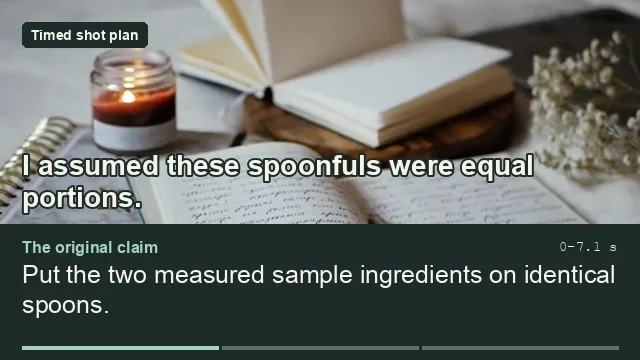 Timed shot plan
I assumed these spoonfuls were equal
portions.
The original claim
0–7.1 s
Put the two measured sample ingredients on identical
spoons.